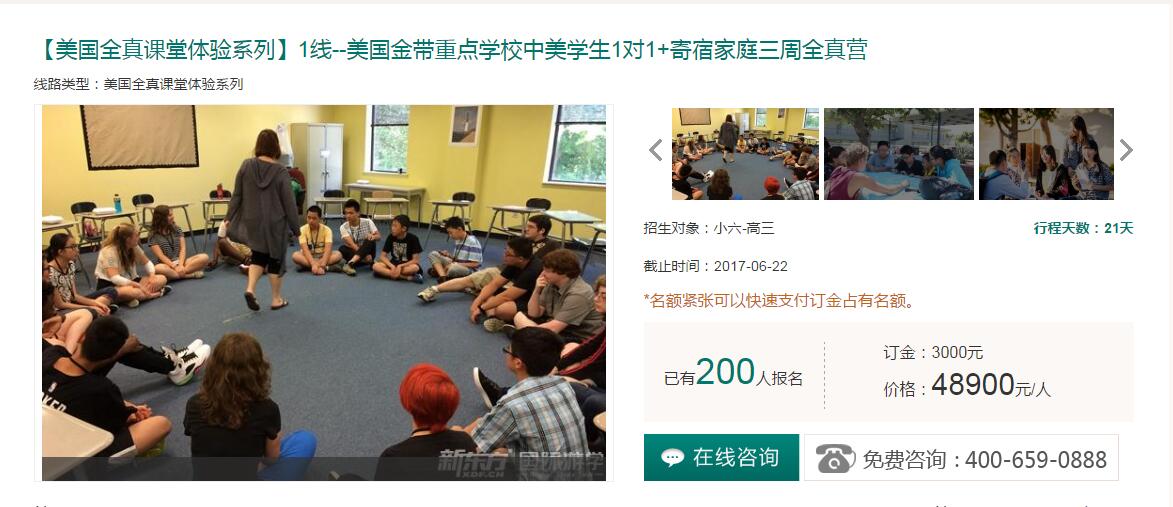 【美国全真课堂体验系列】1线--美国金带重点学校中美学生1对1+寄宿家庭三周全真营
线路类型：美国全真课堂体验系列
招生对象：小六-高三
行程天数：21天
截止时间：2017-06-22
*名额紧张可以快速支付订金占有名额。
已有200人报名
订金：3000元
价格：48900元/人
在线咨询
免费咨询：400-659-0888
新东方 国际游学
XDF.CN